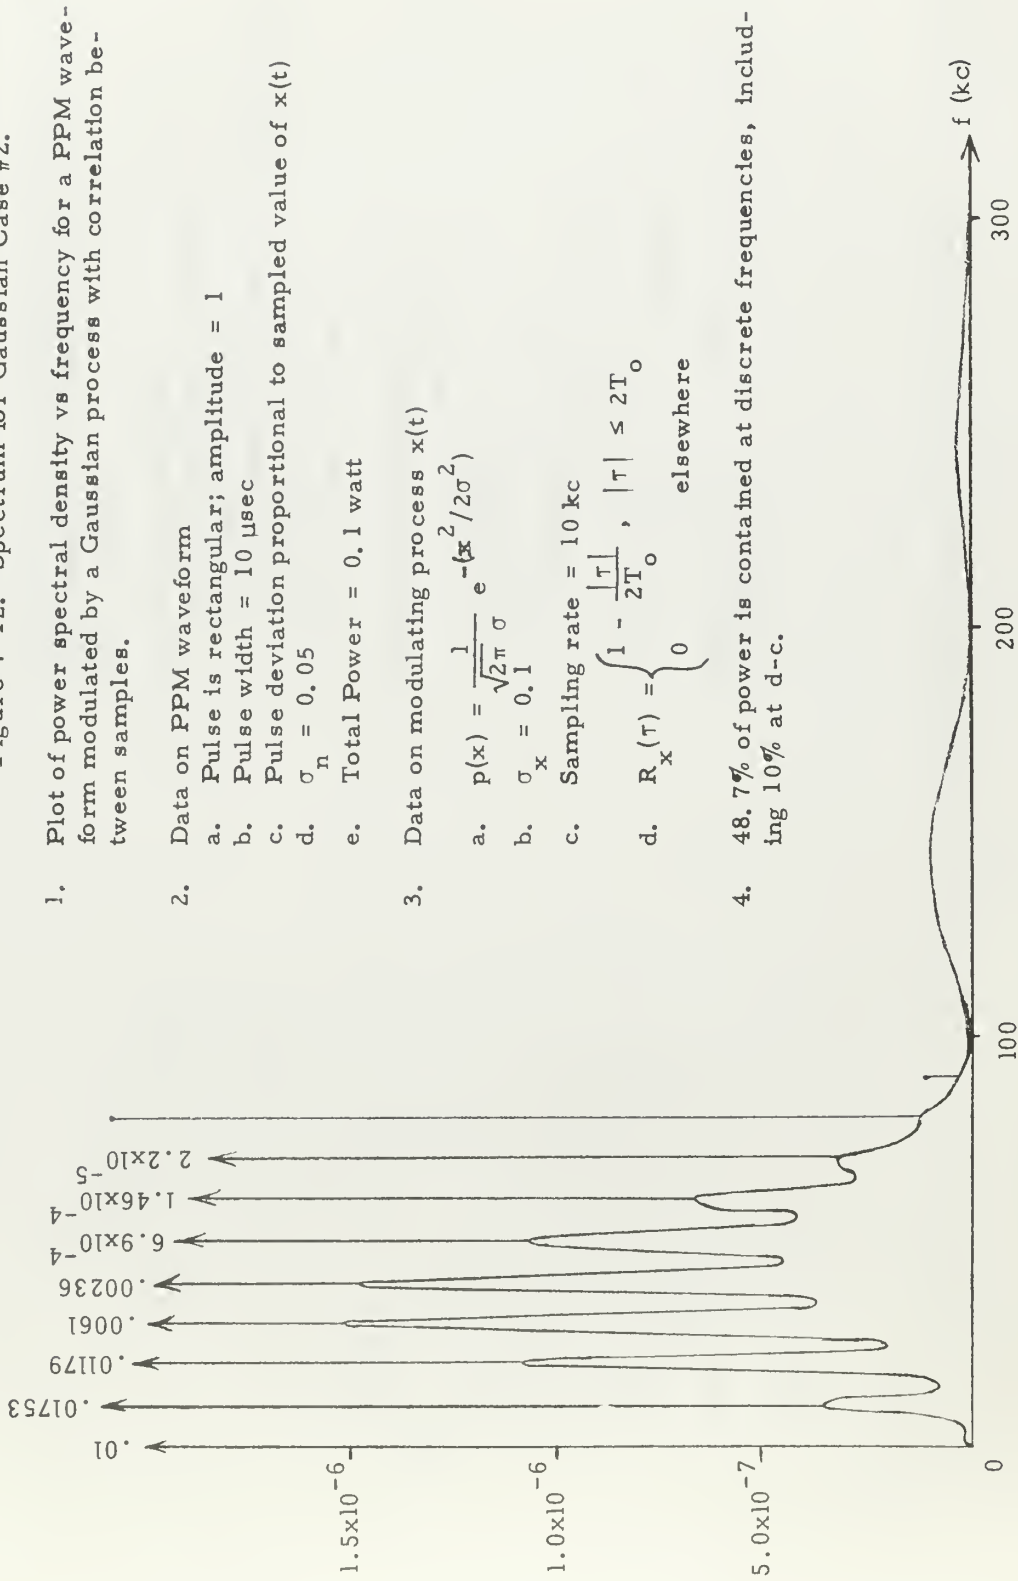 Spectrum for Gaussian Case #2.
1. Plot of power spectral density vs frequency for a PPM wave-
form modulated by a Gaussian process with correlation be-
tween samples.
2. Data on PPM waveform
a. Pulse is rectangular; amplitude = 1
b. Pulse width = 10 μsec
c. Pulse deviation proportional to sampled value of x(t)
d. σn = 0.05
e. Total Power = 0.1 watt
3. Data on modulating process x(t)
a. p(x) = 1/(√2π σ) e^-(x^2/2σ^2)
b. σx = 0.1
c. Sampling rate = 10 kc
d. Rx(τ) = { 1 - |τ|/2To , |τ| ≤ 2To
0 elsewhere
4. 48.7% of power is contained at discrete frequencies, includ-
ing 10% at d-c.
.01
.01753
.01179
.0061
.00236
6.9x10^-4
1.46x10^-4
2.2x10^-5
1.5x10^-6
1.0x10^-6
5.0x10^-7
0
100
200
300
f (kc)